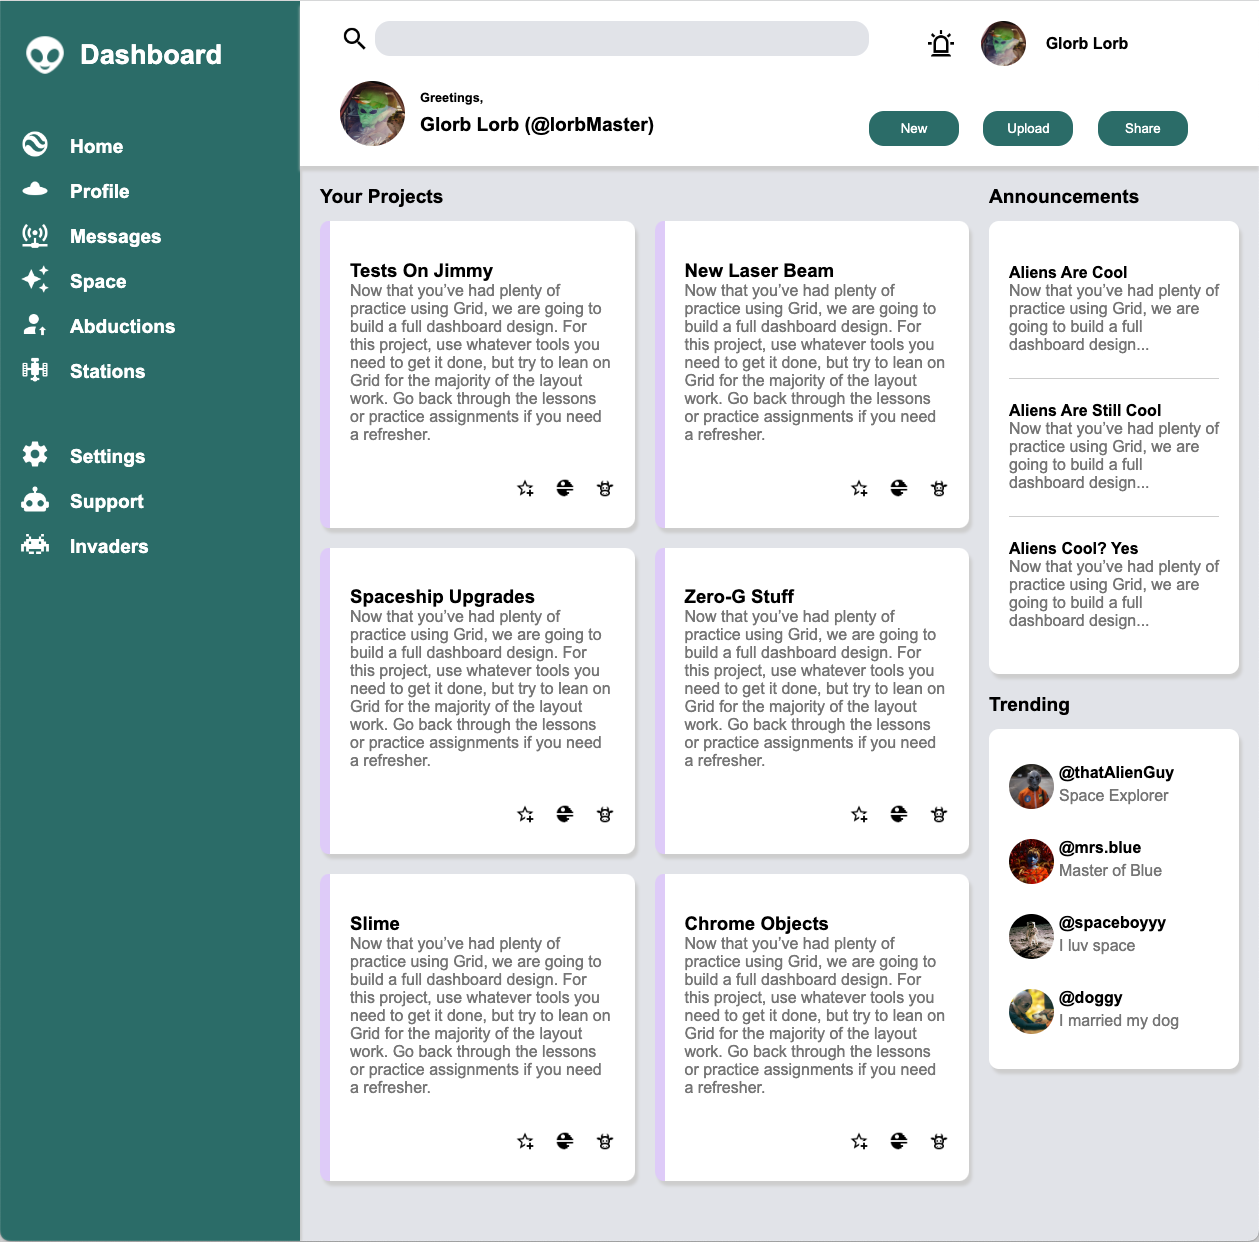 Dashboard
Home
Profile
Messages
Space
Abductions
Stations
Settings
Support
Invaders
Glorb Lorb
Greetings,
Glorb Lorb (@lorbMaster)
New
Upload
Share
Your Projects
Tests On Jimmy
Now that you’ve had plenty of
practice using Grid, we are going to
build a full dashboard design. For
this project, use whatever tools you
need to get it done, but try to lean on
Grid for the majority of the layout
work. Go back through the lessons
or practice assignments if you need
a refresher.
New Laser Beam
Now that you’ve had plenty of
practice using Grid, we are going to
build a full dashboard design. For
this project, use whatever tools you
need to get it done, but try to lean on
Grid for the majority of the layout
work. Go back through the lessons
or practice assignments if you need
a refresher.
Spaceship Upgrades
Now that you’ve had plenty of
practice using Grid, we are going to
build a full dashboard design. For
this project, use whatever tools you
need to get it done, but try to lean on
Grid for the majority of the layout
work. Go back through the lessons
or practice assignments if you need
a refresher.
Zero-G Stuff
Now that you’ve had plenty of
practice using Grid, we are going to
build a full dashboard design. For
this project, use whatever tools you
need to get it done, but try to lean on
Grid for the majority of the layout
work. Go back through the lessons
or practice assignments if you need
a refresher.
Slime
Now that you’ve had plenty of
practice using Grid, we are going to
build a full dashboard design. For
this project, use whatever tools you
need to get it done, but try to lean on
Grid for the majority of the layout
work. Go back through the lessons
or practice assignments if you need
a refresher.
Chrome Objects
Now that you’ve had plenty of
practice using Grid, we are going to
build a full dashboard design. For
this project, use whatever tools you
need to get it done, but try to lean on
Grid for the majority of the layout
work. Go back through the lessons
or practice assignments if you need
a refresher.
Announcements
Aliens Are Cool
Now that you’ve had plenty of
practice using Grid, we are
going to build a full
dashboard design...
Aliens Are Still Cool
Now that you’ve had plenty of
practice using Grid, we are
going to build a full
dashboard design...
Aliens Cool? Yes
Now that you’ve had plenty of
practice using Grid, we are
going to build a full
dashboard design...
Trending
@thatAlienGuy
Space Explorer
@mrs.blue
Master of Blue
@spaceboyyy
I luv space
@doggy
I married my dog